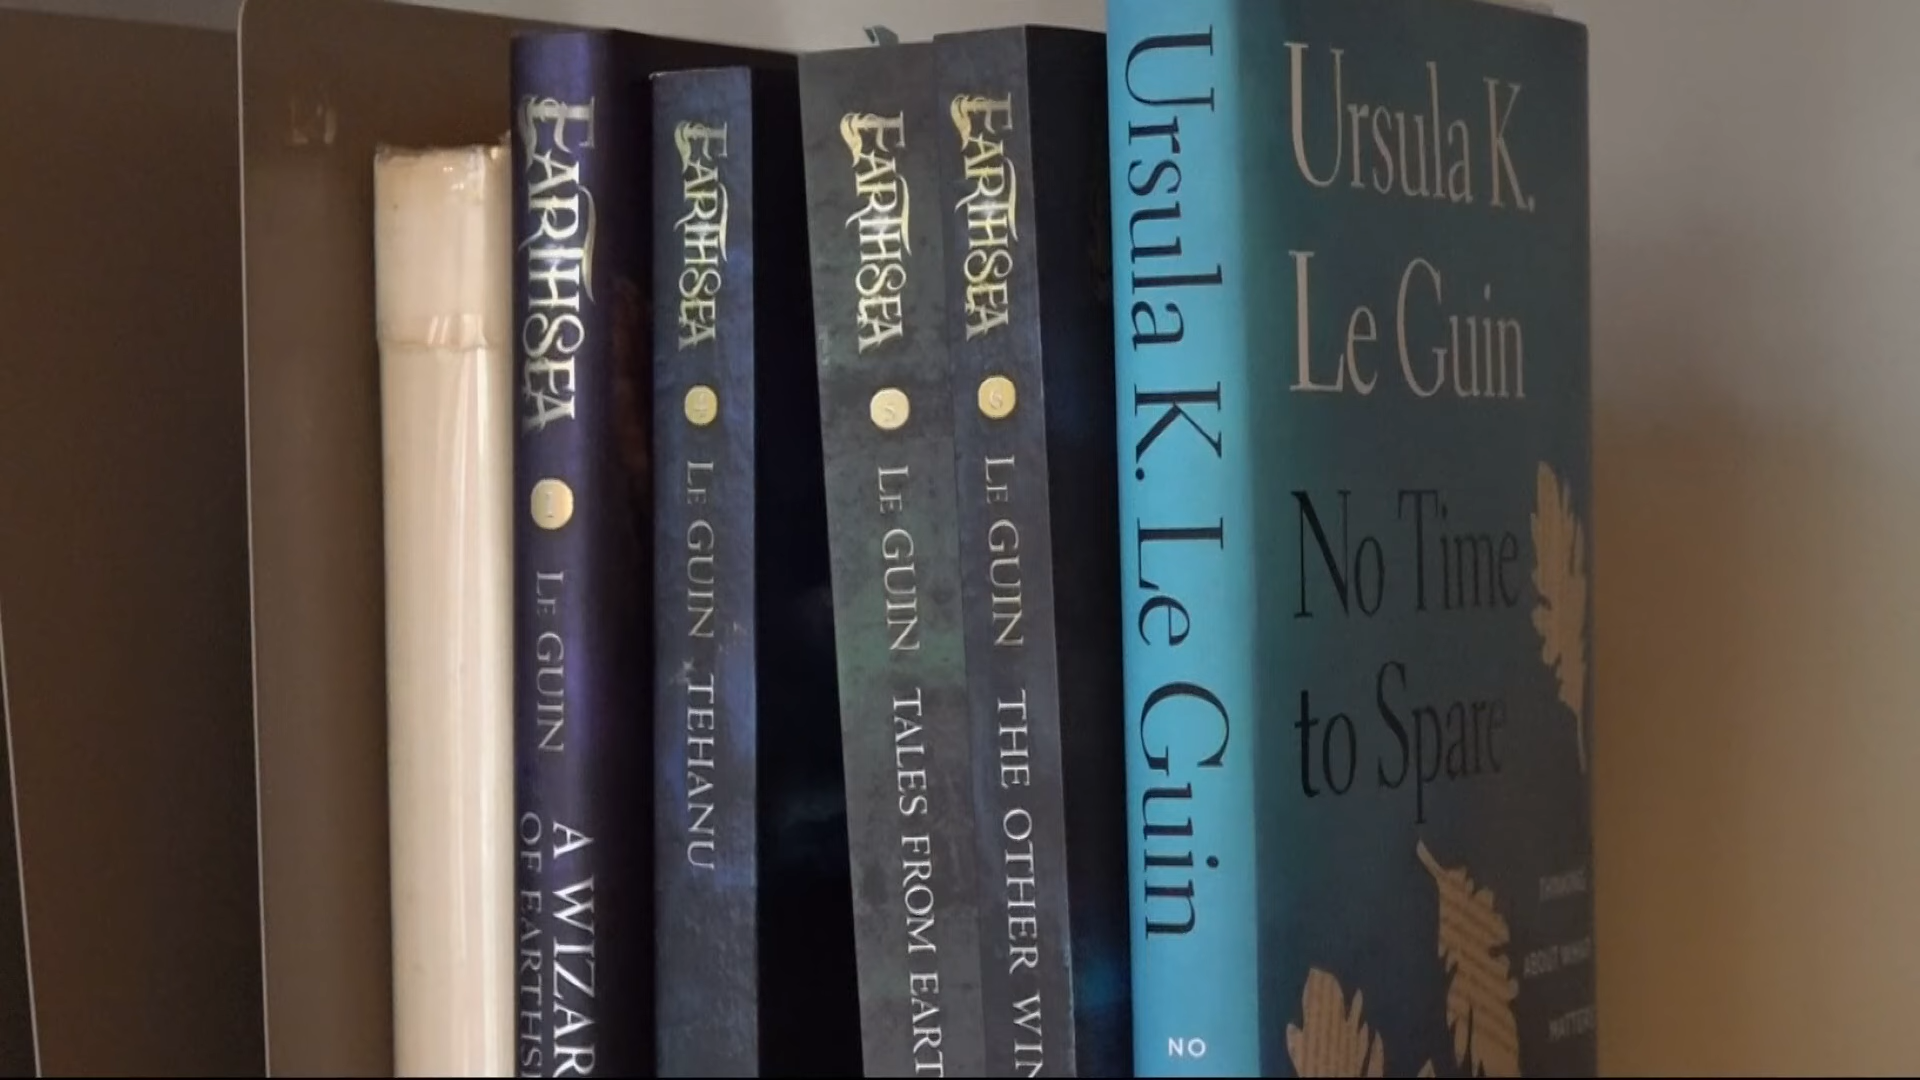 EARTHSEA
1
LE GUIN
A WIZAR
OF EARTHS
EARTHSEA
4
LE GUIN
TEHANU
EARTHSEA
5
LE GUIN
TALES FROM EART
EARTHSEA
6
LE GUIN
THE OTHER WIN
Ursula K. Le Guin
NO
Ursula K.
Le Guin
No Time
to Spare
THINKING
ABOUT WHAT
MATTERS